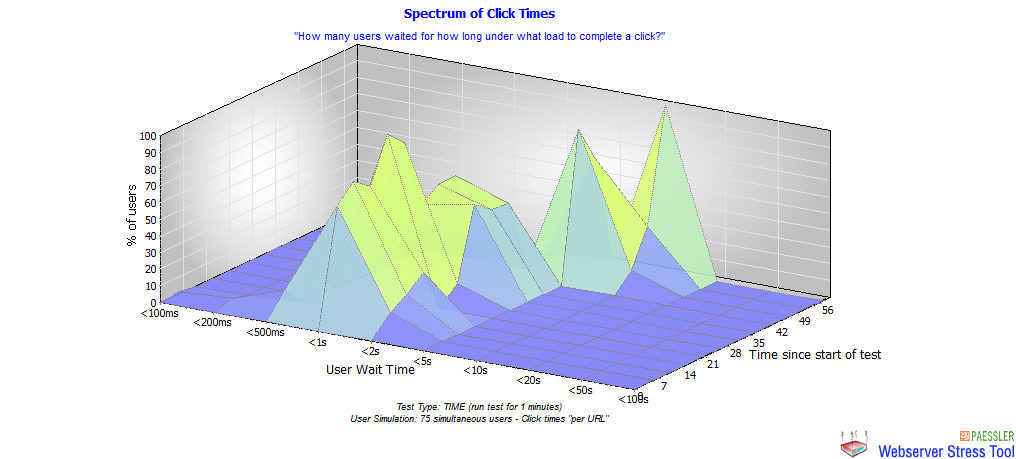 Spectrum of Click Times
"How many users waited for how long under what load to complete a click?"
% of users
100
90
80
70
60
50
40
30
20
10
0
<100ms
<200ms
<500ms
<1s
<2s
<5s
<10s
<20s
<50s
<100s
User Wait Time
0
7
14
21
28
35
42
49
56
Time since start of test
Test Type: TIME (run test for 1 minutes)
User Simulation: 75 simultaneous users - Click times "per URL"
PAESSLER
Webserver Stress Tool